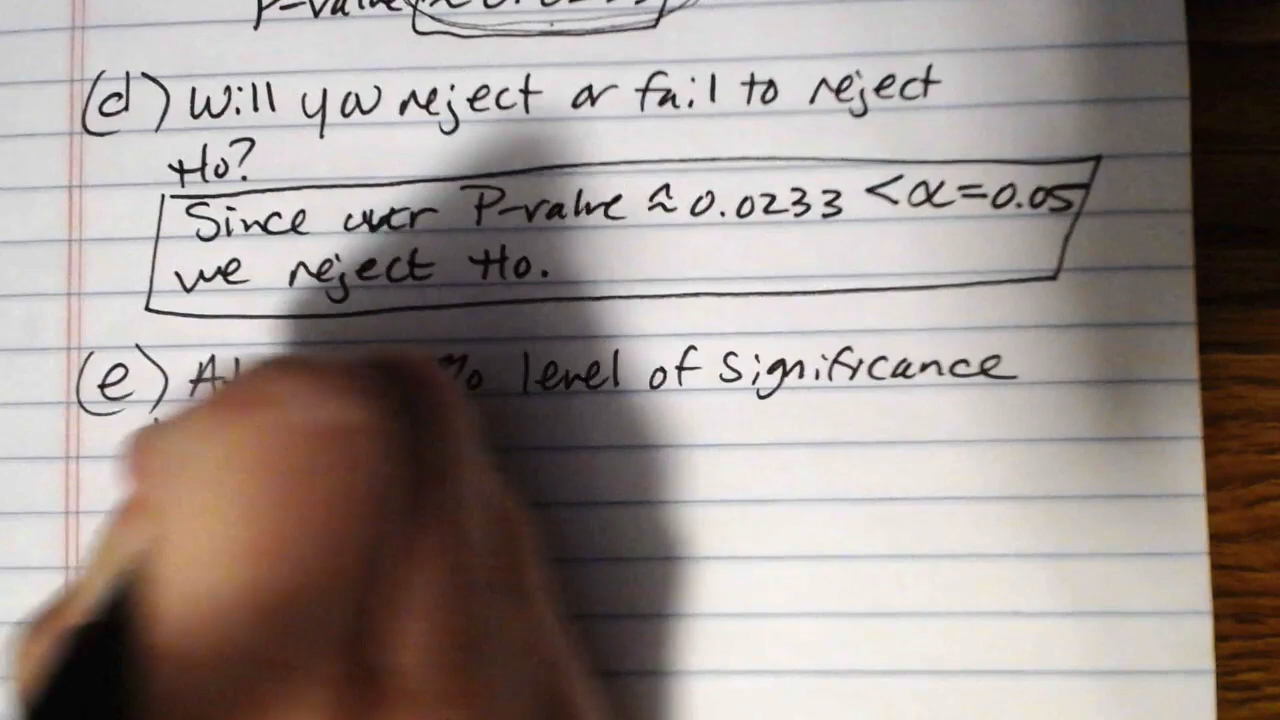 P-value
(d) Will you reject or fail to reject
Ho?
Since our P-value ≈ 0.0233 < α = 0.05
we reject Ho.
(e) % level of significance